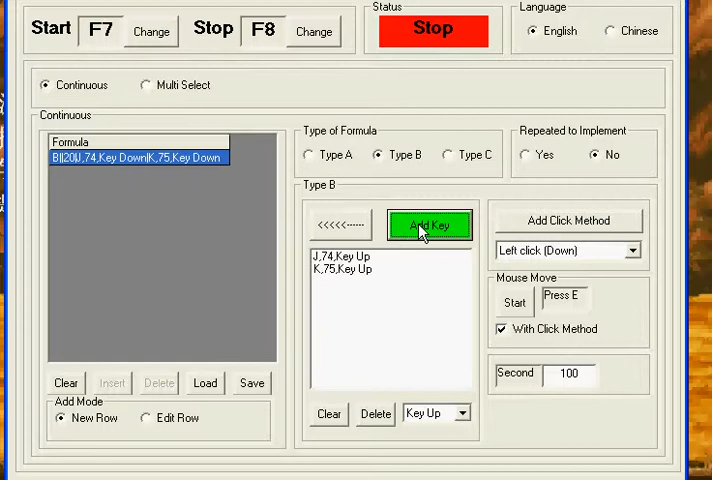 Status
Language
Start F7 Change Stop F8 Change
Stop
English Chinese
Continuous Multi Select
Continuous
Formula
B||20|J,74,Key Down|K,75,Key Down
Type of Formula
Type A Type B Type C
Repeated to Implement
Yes No
Type B
<<<<<------ Add Key
J,74,Key Up
K,75,Key Up
Clear Delete Key Up
Add Click Method
Left click (Down)
Mouse Move
Start Press E
With Click Method
Second 100
Clear Insert Delete Load Save
Add Mode
New Row Edit Row